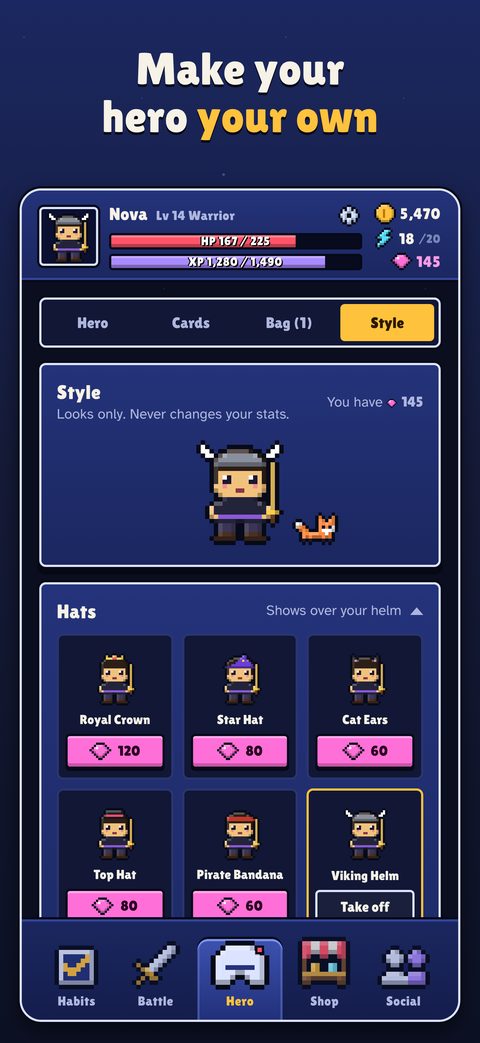 Make your
hero your own
Nova Lv 14 Warrior
5,470
HP 167 / 225
18 /20
XP 1,280 / 1,490
145
Hero Cards Bag (1) Style
Style
You have 145
Looks only. Never changes your stats.
Hats
Shows over your helm
Royal Crown Star Hat Cat Ears
120 80 60
Top Hat Pirate Bandana Viking Helm
80 60 Take off
Habits Battle Hero Shop Social